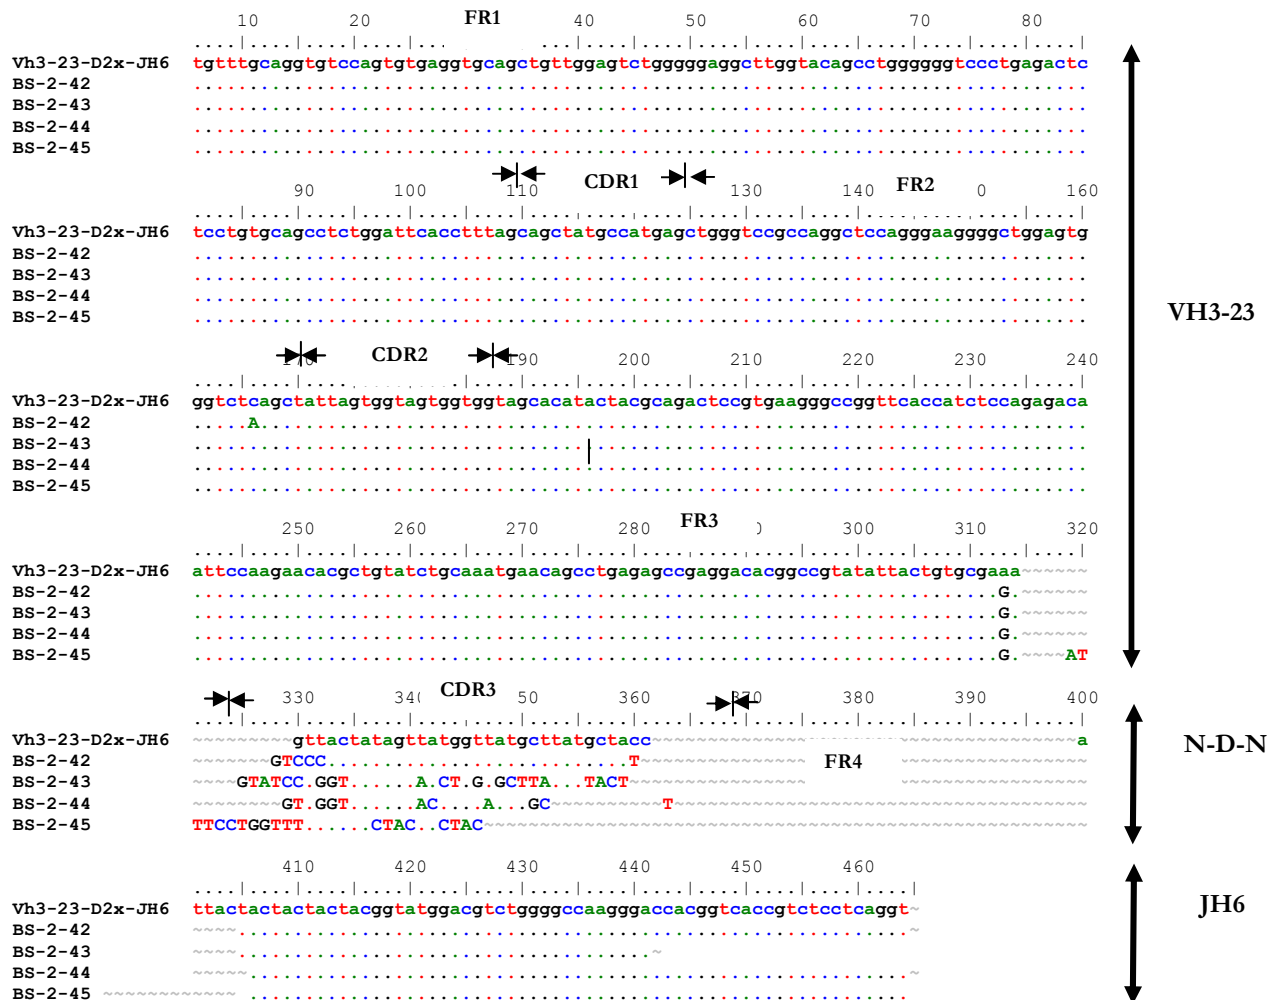 10 20 FR1 30 40 50 60 70 80
Vh3-23-D2x-JH6 tgtttgcaggtgtccagtgtgaggtgcagctgttggagtctgggggaggcttggtacagcctggggggtccctgagactc
BS-2-42 ................................................................................
BS-2-43 ................................................................................
BS-2-44 ................................................................................
BS-2-45 ................................................................................
CDR1
90 100 110 130 140 FR2 0 160
Vh3-23-D2x-JH6 tcctgtgcagcctctggattcacctttagcagctatgccatgagctgggtccgccaggctccagggaaggggctggagtg
BS-2-42 ................................................................................
BS-2-43 ................................................................................
BS-2-44 ................................................................................
BS-2-45 ................................................................................
VH3-23
170 CDR2 190 200 210 220 230 240
Vh3-23-D2x-JH6 ggtctcagctattagtggtagtggtggtagcacatactacgcagactccgtgaagggccggttcaccatctccagagaca
BS-2-42 .....A..........................................................................
BS-2-43 ................................................................................
BS-2-44 ................................................................................
BS-2-45 ................................................................................
250 260 270 280 FR3 300 310 320
Vh3-23-D2x-JH6 attccaagaacacgctgtatctgcaaatgaacagcctgagagccgaggacacggccgtatattactgtgcgaaa~~~~~~
BS-2-42 ........................................................................G.~~~~~~
BS-2-43 ........................................................................G.~~~~~~
BS-2-44 ........................................................................G.~~~~~~
BS-2-45 ........................................................................G.~~~~AT
330 34 CDR3 50 360 370 380 390 400
Vh3-23-D2x-JH6 ~~~~~~~~~gttactatagttatggttatgcttatgctacc~~~~~~~~~~~~~~~~~~~~~~~~~~~~~~~~~~~~~~a
BS-2-42 ~~~~~~~GTCCC...........................T~~~~~~~~~~~~~~~~~~~~~~~~~~~~~~~~~~~~~~~~
BS-2-43 ~~~~GTATCC.GGT......A.CT.G.GCTTA...TACT~~~~~~~~~~~~~~~~~~~~~~~~~~~~~~~~~~~~~~~~~
BS-2-44 ~~~~~~~~GT.GGT......AC....A...GC~~~~~~~~~~T~~~~~~~~~~~~~~~~~~~~~~~~~~~~~~~~~~~~~
BS-2-45 TTCCTGGTTT......CTAC..CTAC~~~~~~~~~~~~~~~~~~~~~~~~~~~~~~~~~~~~~~~~~~~~~~~~~~~~~~
FR4
N-D-N
410 420 430 440 450 460
Vh3-23-D2x-JH6 ttactactactactacggtatggacgtctggggccaagggaccacggtcaccgtctcctcaggt~
BS-2-42 ~~~~............................................................~
BS-2-43 ~~~~.....................................~
BS-2-44 ~~~~~...........................................................~
BS-2-45 ~~~~~~~~~~~~ ...........................................................
JH6